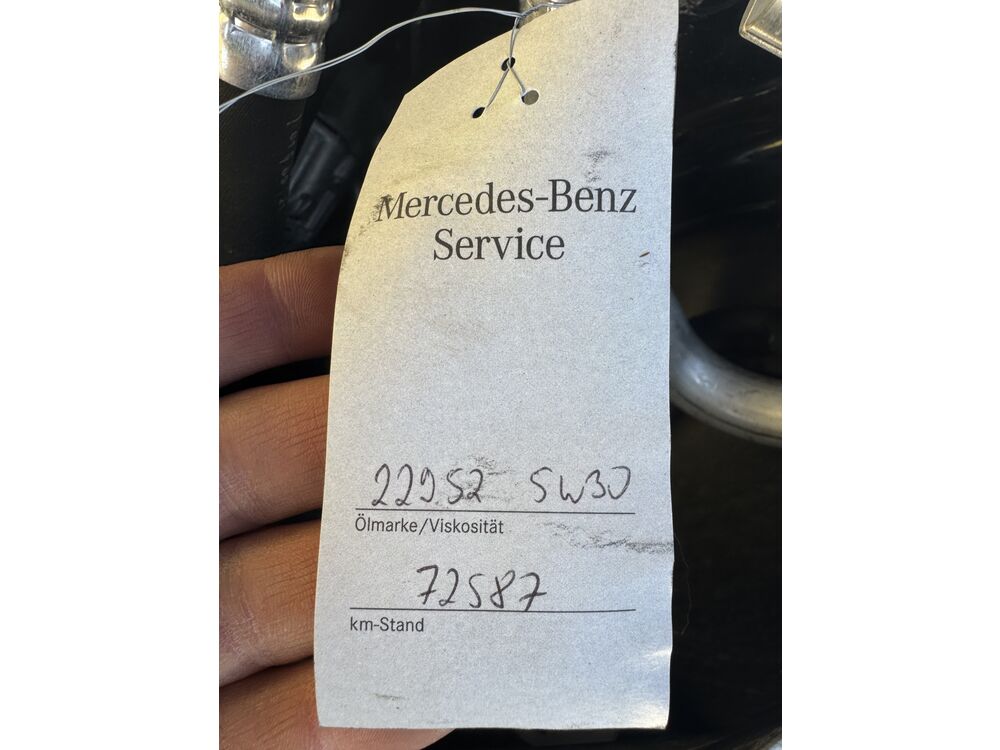 Mercedes-Benz
Service
229.52 5W30
Ölmarke/Viskosität
72587
km-Stand